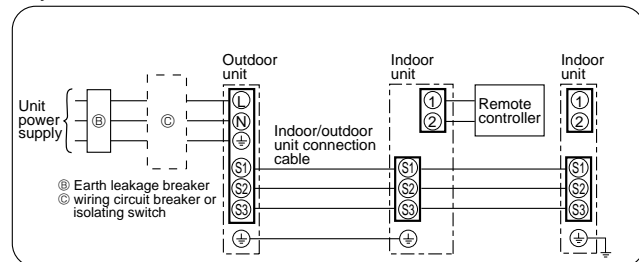 Outdoor
unit
Indoor
unit
Indoor
unit
Unit
power
supply
Ⓑ
Ⓒ
L
N
S1
S2
S3
Indoor/outdoor
unit connection
cable
1
2
Remote
controller
S1
S2
S3
1
2
S1
S2
S3
Ⓑ Earth leakage breaker
Ⓒ wiring circuit breaker or
isolating switch